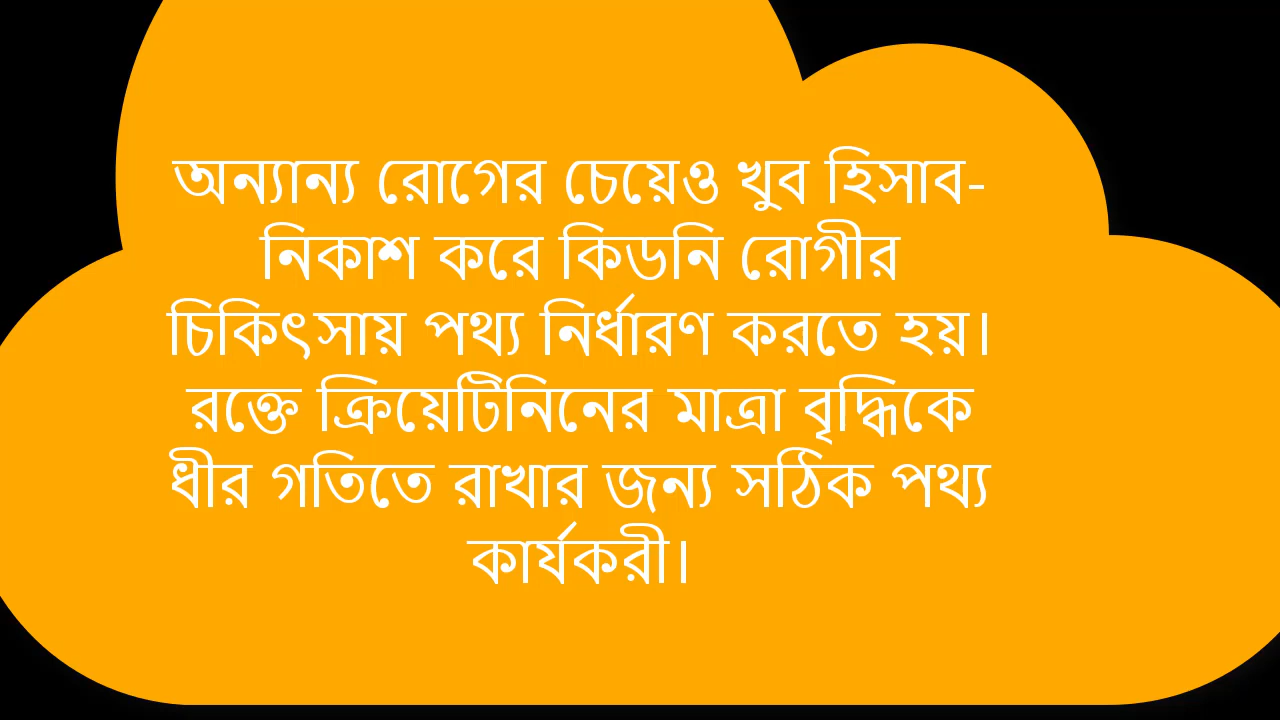 অন্যান্য রোগের চেয়েও খুব হিসাব-
নিকাশ করে কিডনি রোগীর
চিকিৎসায় পথ্য নির্ধারণ করতে হয়।
রক্তে ক্রিয়েটিনিনের মাত্রা বৃদ্ধিকে
ধীর গতিতে রাখার জন্য সঠিক পথ্য
কার্যকরী।